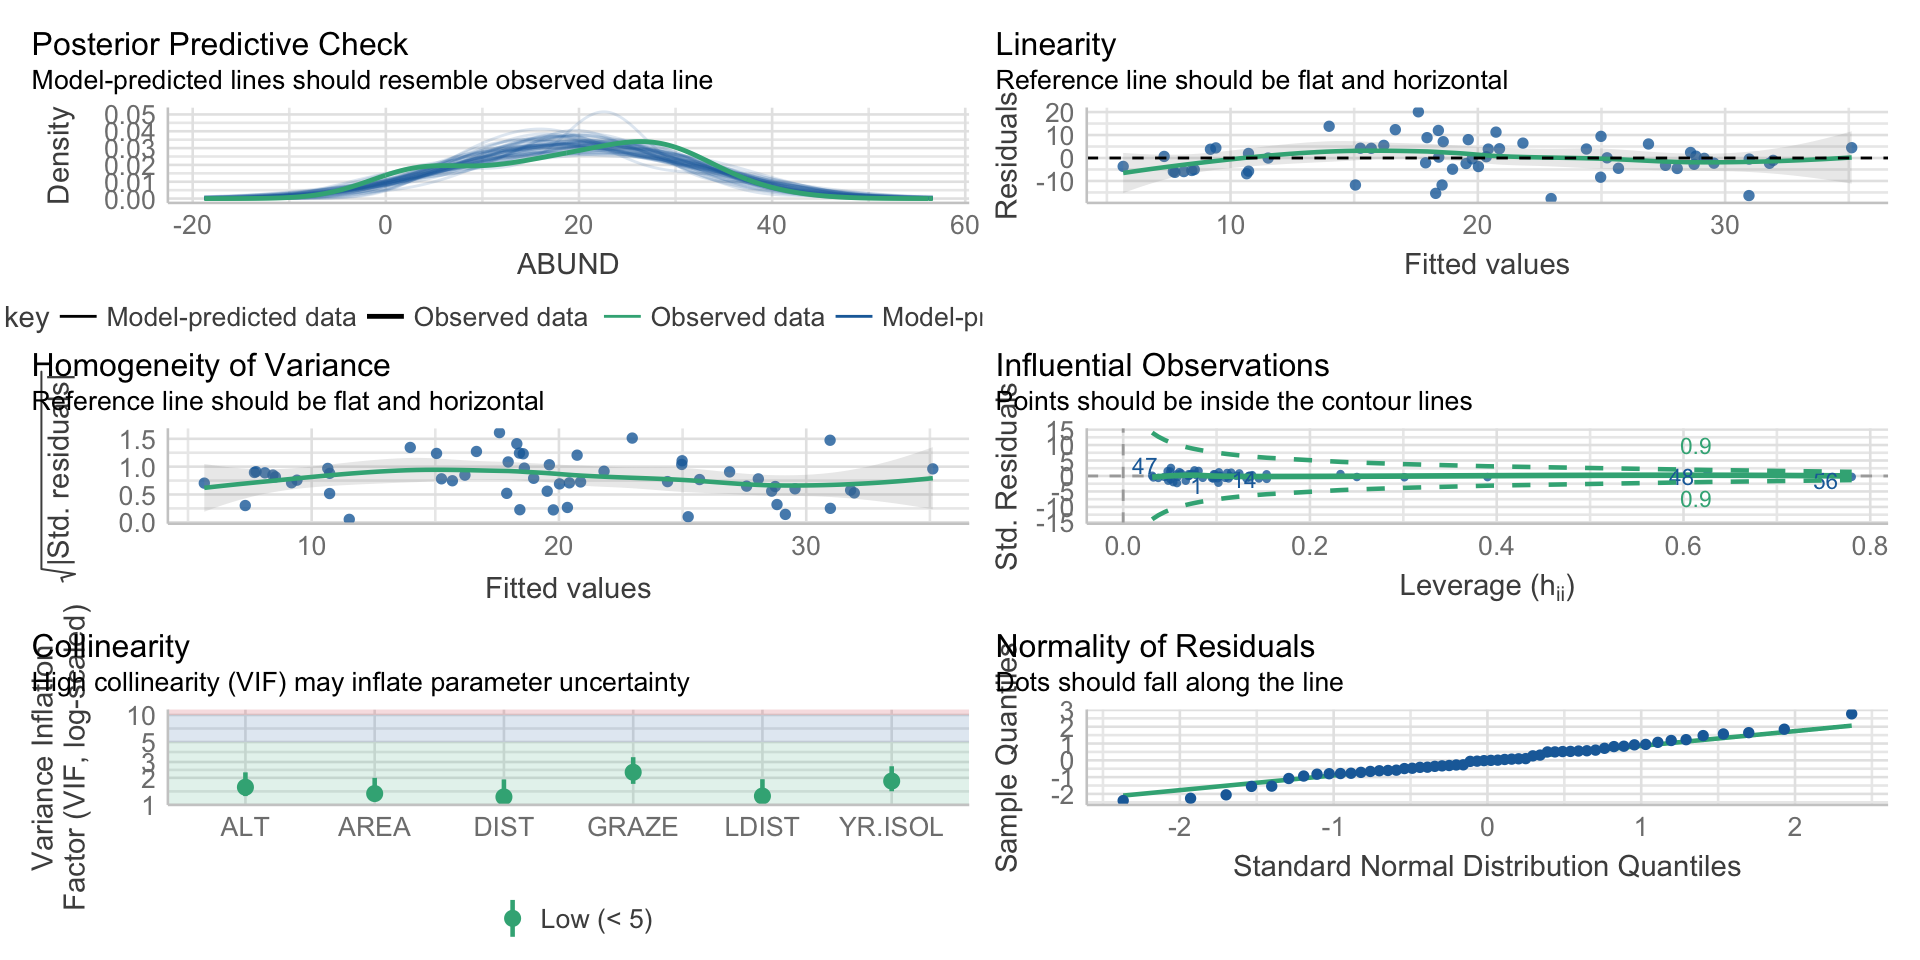 Posterior Predictive Check
Model-predicted lines should resemble observed data line
Density
0.05
0.04
0.03
0.02
0.01
0.00
-20 0 20 40 60
ABUND
key Model-predicted data Observed data Observed data Model-pr
Linearity
Reference line should be flat and horizontal
Residuals
20
10
0
-10
10 20 30
Fitted values
Homogeneity of Variance
Reference line should be flat and horizontal
√|Std. residuals|
1.5
1.0
0.5
0.0
10 20 30
Fitted values
Influential Observations
Points should be inside the contour lines
Std. Residuals
15
10
5
0
-5
-10
-15
0.9
47
1
14
48
56
0.9
0.0 0.2 0.4 0.6 0.8
Leverage (hii)
Collinearity
High collinearity (VIF) may inflate parameter uncertainty
Variance Inflation
Factor (VIF, log-scaled)
10
5
3
2
1
ALT AREA DIST GRAZE LDIST YR.ISOL
Low (< 5)
Normality of Residuals
Dots should fall along the line
Sample Quantiles
3
2
1
0
-1
-2
-2 -1 0 1 2
Standard Normal Distribution Quantiles